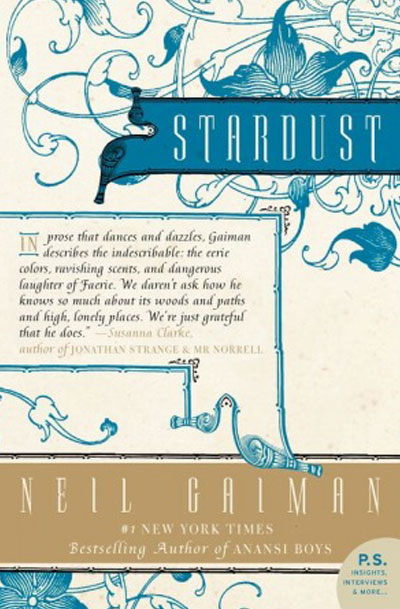 STARDUST
IN prose that dances and dazzles, Gaiman
describes the indescribable: the eerie
colors, ravishing scents, and dangerous
laughter of Faerie. We daren't ask how he
knows so much about its woods and paths
and high, lonely places. We're just grateful
that he does." —Susanna Clarke,
author of JONATHAN STRANGE & MR NORRELL
NEIL GAIMAN
#1 NEW YORK TIMES
Bestselling Author of ANANSI BOYS
P.S.
INSIGHTS,
INTERVIEWS
& MORE...